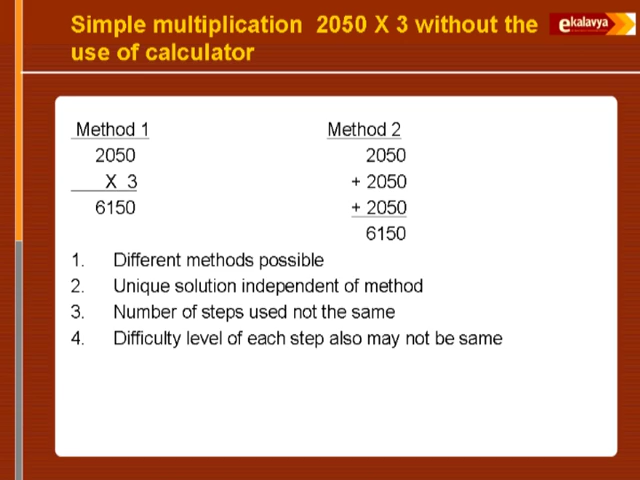 Simple multiplication 2050 X 3 without the
use of calculator
ekalavya
Method 1
2050
X 3
6150
Method 2
2050
+ 2050
+ 2050
6150
1. Different methods possible
2. Unique solution independent of method
3. Number of steps used not the same
4. Difficulty level of each step also may not be same